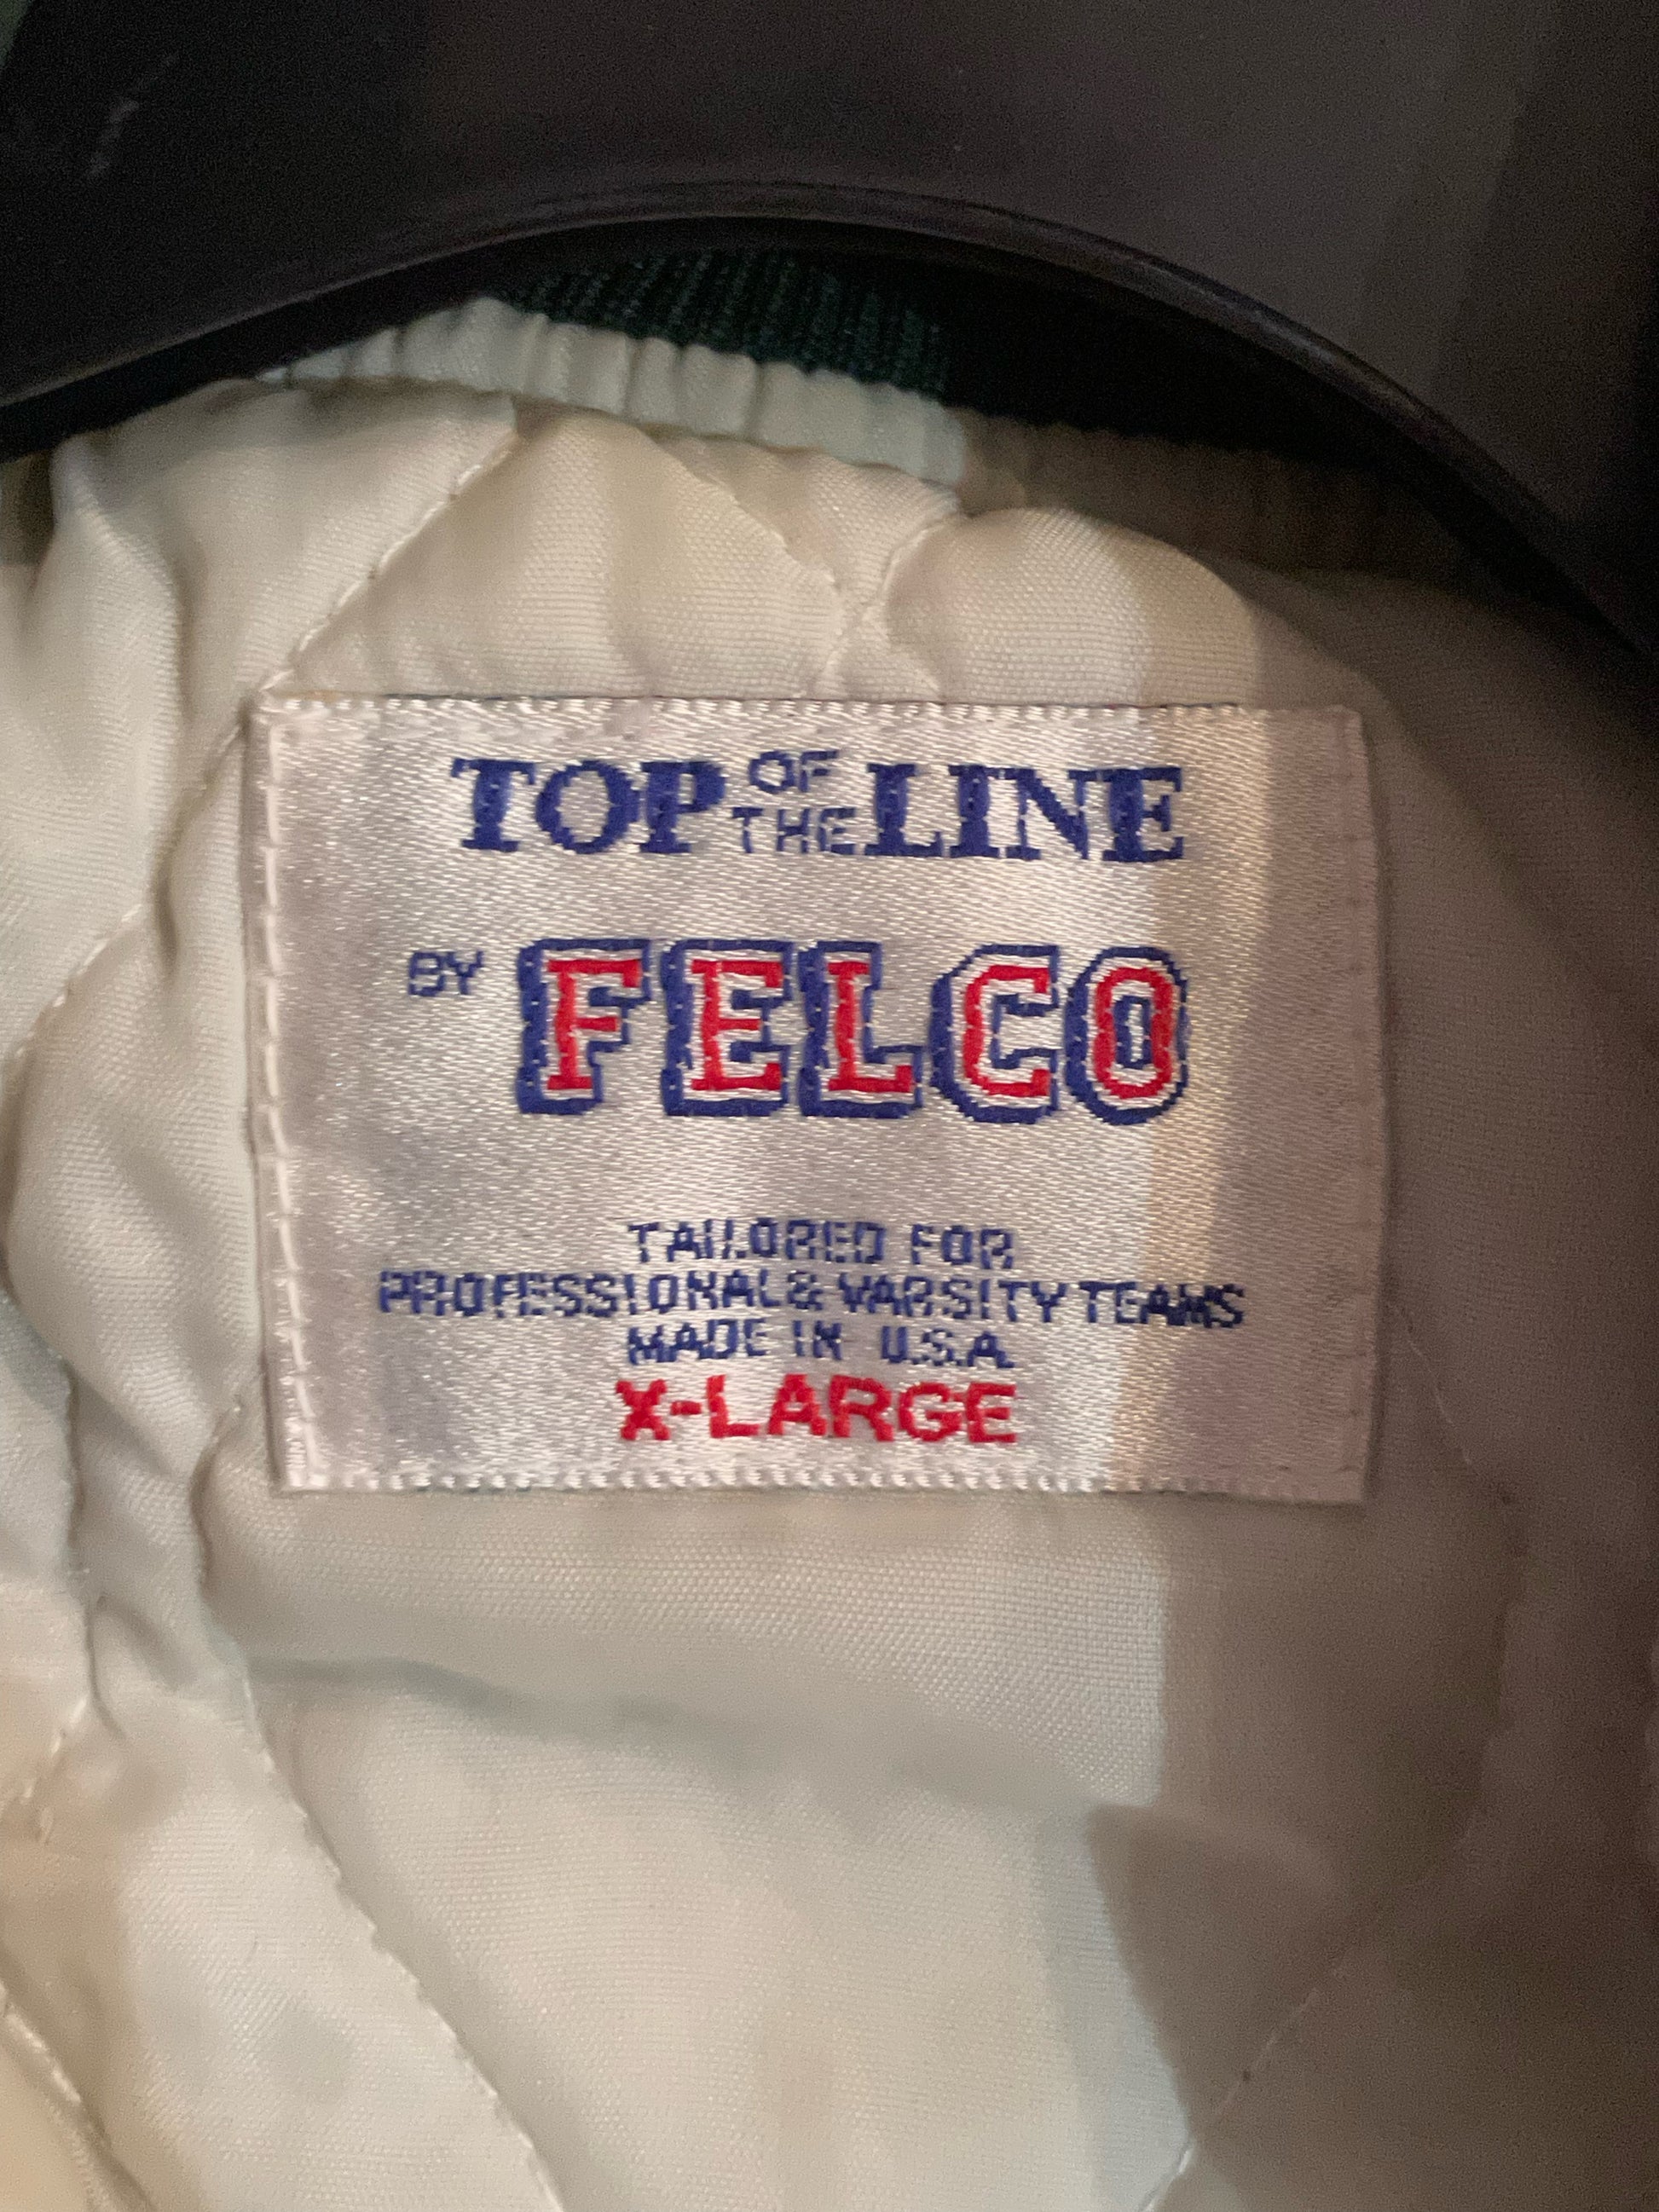 TOP OF THE LINE
BY FELCO
TAILORED FOR
PROFESSIONAL & VARSITY TEAMS
MADE IN U.S.A.
X-LARGE